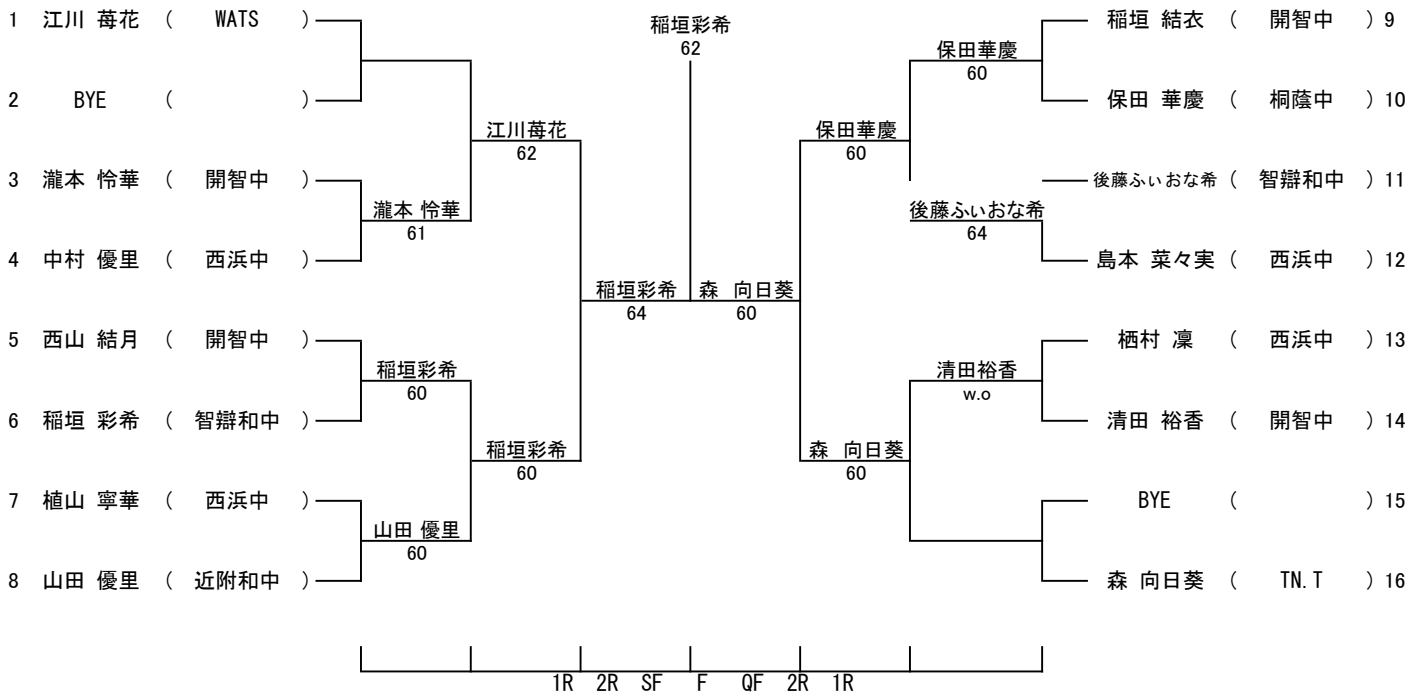 1 江川 苺花 ( WATS )
2 BYE ( )
3 瀧本 怜華 ( 開智中 )
4 中村 優里 ( 西浜中 )
5 西山 結月 ( 開智中 )
6 稲垣 彩希 ( 智辯和中 )
7 植山 寧華 ( 西浜中 )
8 山田 優里 ( 近附和中 )
瀧本 怜華
61
稲垣彩希
60
山田 優里
60
江川苺花
62
稲垣彩希
60
稲垣彩希
64
稲垣彩希
62
森 向日葵
60
保田華慶
60
森 向日葵
60
保田華慶
60
後藤ふぃおな希
64
清田裕香
w.o
稲垣 結衣 ( 開智中 ) 9
保田 華慶 ( 桐蔭中 ) 10
後藤ふぃおな希 ( 智辯和中 ) 11
島本 菜々実 ( 西浜中 ) 12
栖村 凜 ( 西浜中 ) 13
清田 裕香 ( 開智中 ) 14
BYE ( ) 15
森 向日葵 ( TN.T ) 16
1R 2R SF F QF 2R 1R